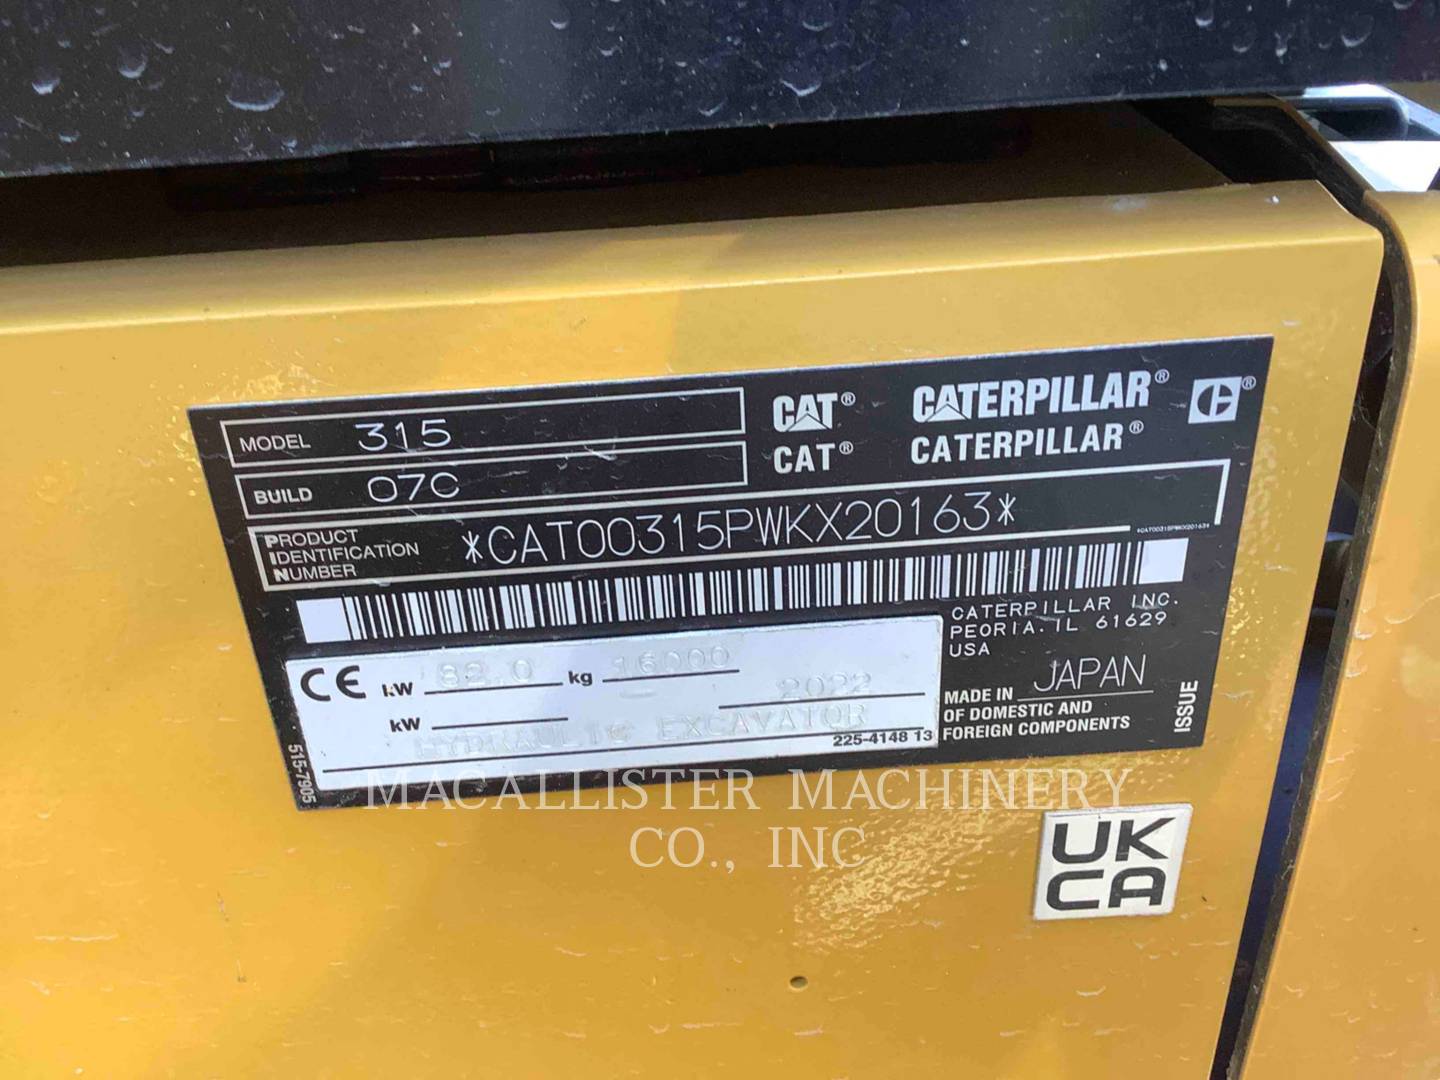 MODEL 315
CAT® CATERPILLAR® C®
BUILD 07C
CAT® CATERPILLAR®
PRODUCT
IDENTIFICATION
NUMBER
*CAT00315PWKX20163*
*CAT00315PWKX20163*
CATERPILLAR INC.
PEORIA, IL 61629
USA
CE kW 82.0 kg 16000
2022
kW
HYDRAULIC EXCAVATOR
225-4148 13
MADE IN JAPAN
OF DOMESTIC AND
FOREIGN COMPONENTS
ISSUE
515-7905
MACALLISTER MACHINERY
CO., INC
UK
CA